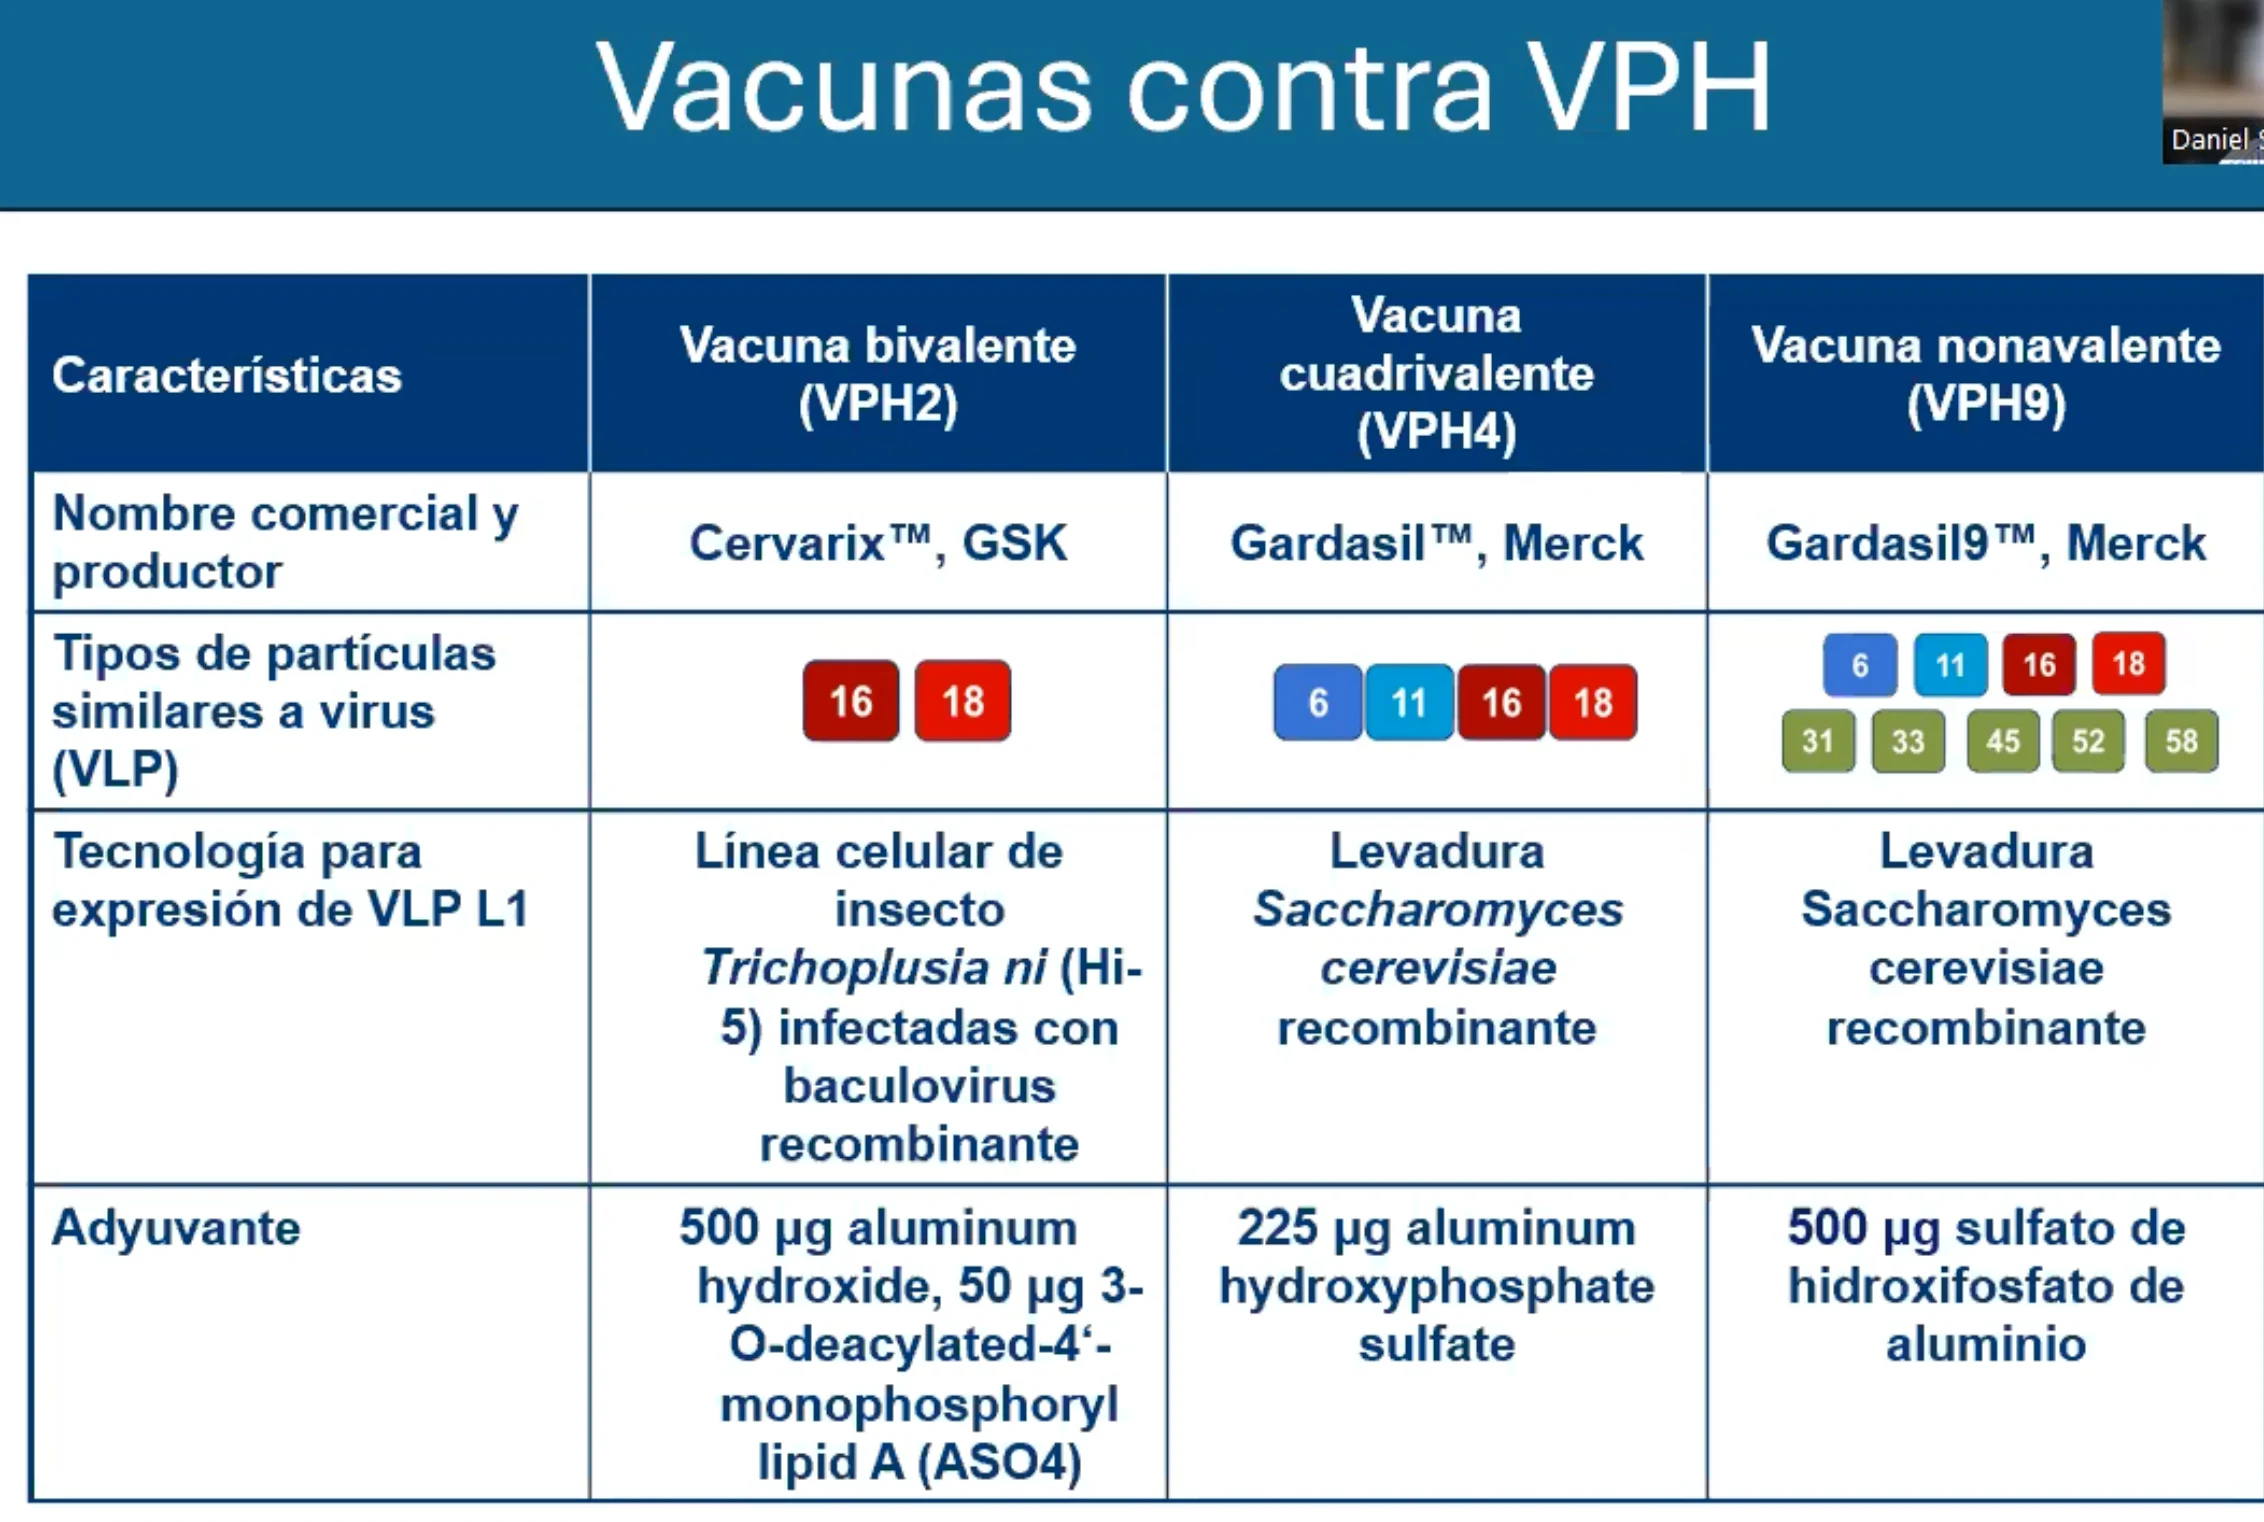 Vacunas contra VPH
Daniel
Características
Vacuna bivalente
(VPH2)
Vacuna
cuadrivalente
(VPH4)
Vacuna nonavalente
(VPH9)
Nombre comercial y
productor
Cervarix™, GSK
Gardasil™, Merck
Gardasil9™, Merck
Tipos de partículas
similares a virus
(VLP)
16 18
6 11 16 18
6 11 16 18
31 33 45 52 58
Tecnología para
expresión de VLP L1
Línea celular de
insecto
Trichoplusia ni (Hi-
5) infectadas con
baculovirus
recombinante
Levadura
Saccharomyces
cerevisiae
recombinante
Levadura
Saccharomyces
cerevisiae
recombinante
Adyuvante
500 μg aluminum
hydroxide, 50 μg 3-
O-deacylated-4‘-
monophosphoryl
lipid A (ASO4)
225 μg aluminum
hydroxyphosphate
sulfate
500 μg sulfato de
hidroxifosfato de
aluminio